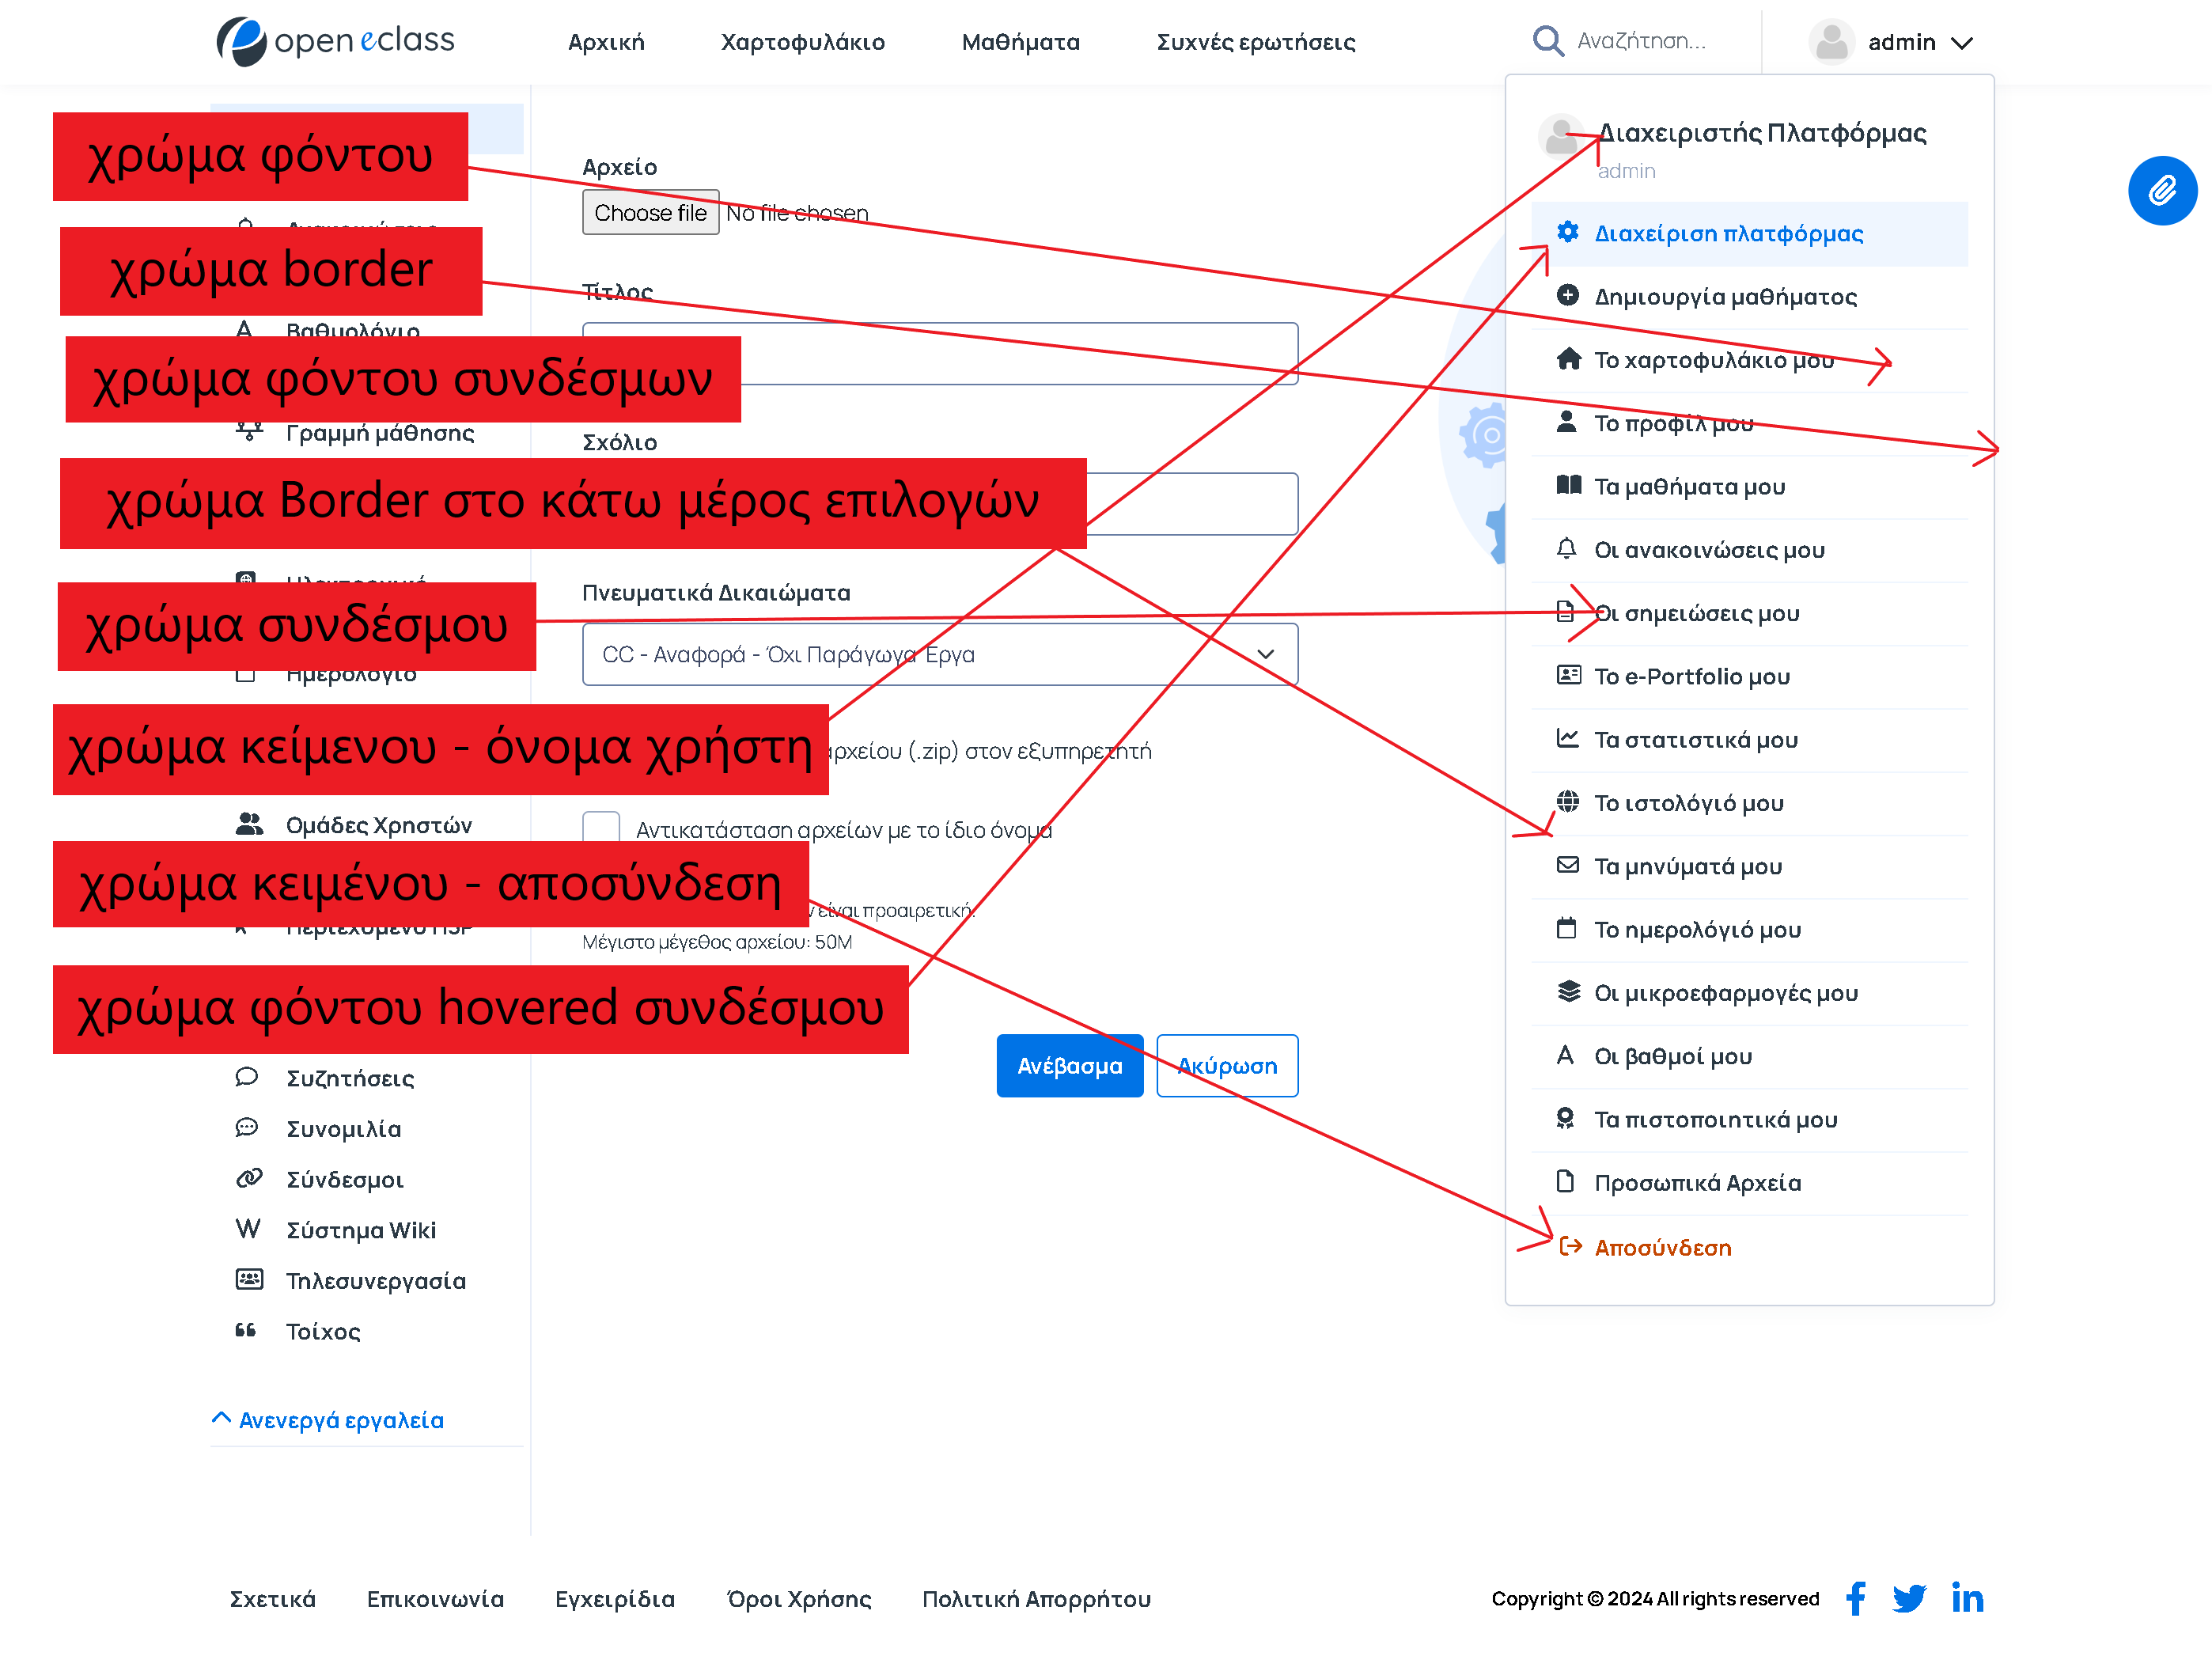 open eclass
Αρχική
Χαρτοφυλάκιο
Μαθήματα
Συχνές ερωτήσεις
Αναζήτηση...
admin
χρώμα φόντου
χρώμα border
Βαθμολόγιο
χρώμα φόντου συνδέσμων
Γραμμή μάθησης
χρώμα Border στο κάτω μέρος επιλογών
χρώμα συνδέσμου
Ημερολόγιο
χρώμα κείμενου - όνομα χρήστη
Ομάδες Χρηστών
χρώμα κειμένου - αποσύνδεση
Περιεχόμενο H5P
χρώμα φόντου hovered συνδέσμου
Συζητήσεις
Συνομιλία
Σύνδεσμοι
Σύστημα Wiki
Τηλεσυνεργασία
Τοίχος
Ανενεργά εργαλεία
Αρχείο
Choose file No file chosen
Τίτλος
Σχόλιο
Πνευματικά Δικαιώματα
CC - Αναφορά - Όχι Παράγωγα Έργα
αρχείου (.zip) στον εξυπηρετητή
Αντικατάσταση αρχείων με το ίδιο όνομα
είναι προαιρετική.
Μέγιστο μέγεθος αρχείου: 50M
Ανέβασμα
Ακύρωση
Διαχειριστής Πλατφόρμας
admin
Διαχείριση πλατφόρμας
Δημιουργία μαθήματος
Το χαρτοφυλάκιο μου
Το προφίλ μου
Τα μαθήματα μου
Οι ανακοινώσεις μου
Οι σημειώσεις μου
Το e-Portfolio μου
Τα στατιστικά μου
Το ιστολόγιό μου
Τα μηνύματά μου
Το ημερολόγιό μου
Οι μικροεφαρμογές μου
Οι βαθμοί μου
Τα πιστοποιητικά μου
Προσωπικά Αρχεία
Αποσύνδεση
Σχετικά
Επικοινωνία
Εγχειρίδια
Όροι Χρήσης
Πολιτική Απορρήτου
Copyright © 2024 All rights reserved